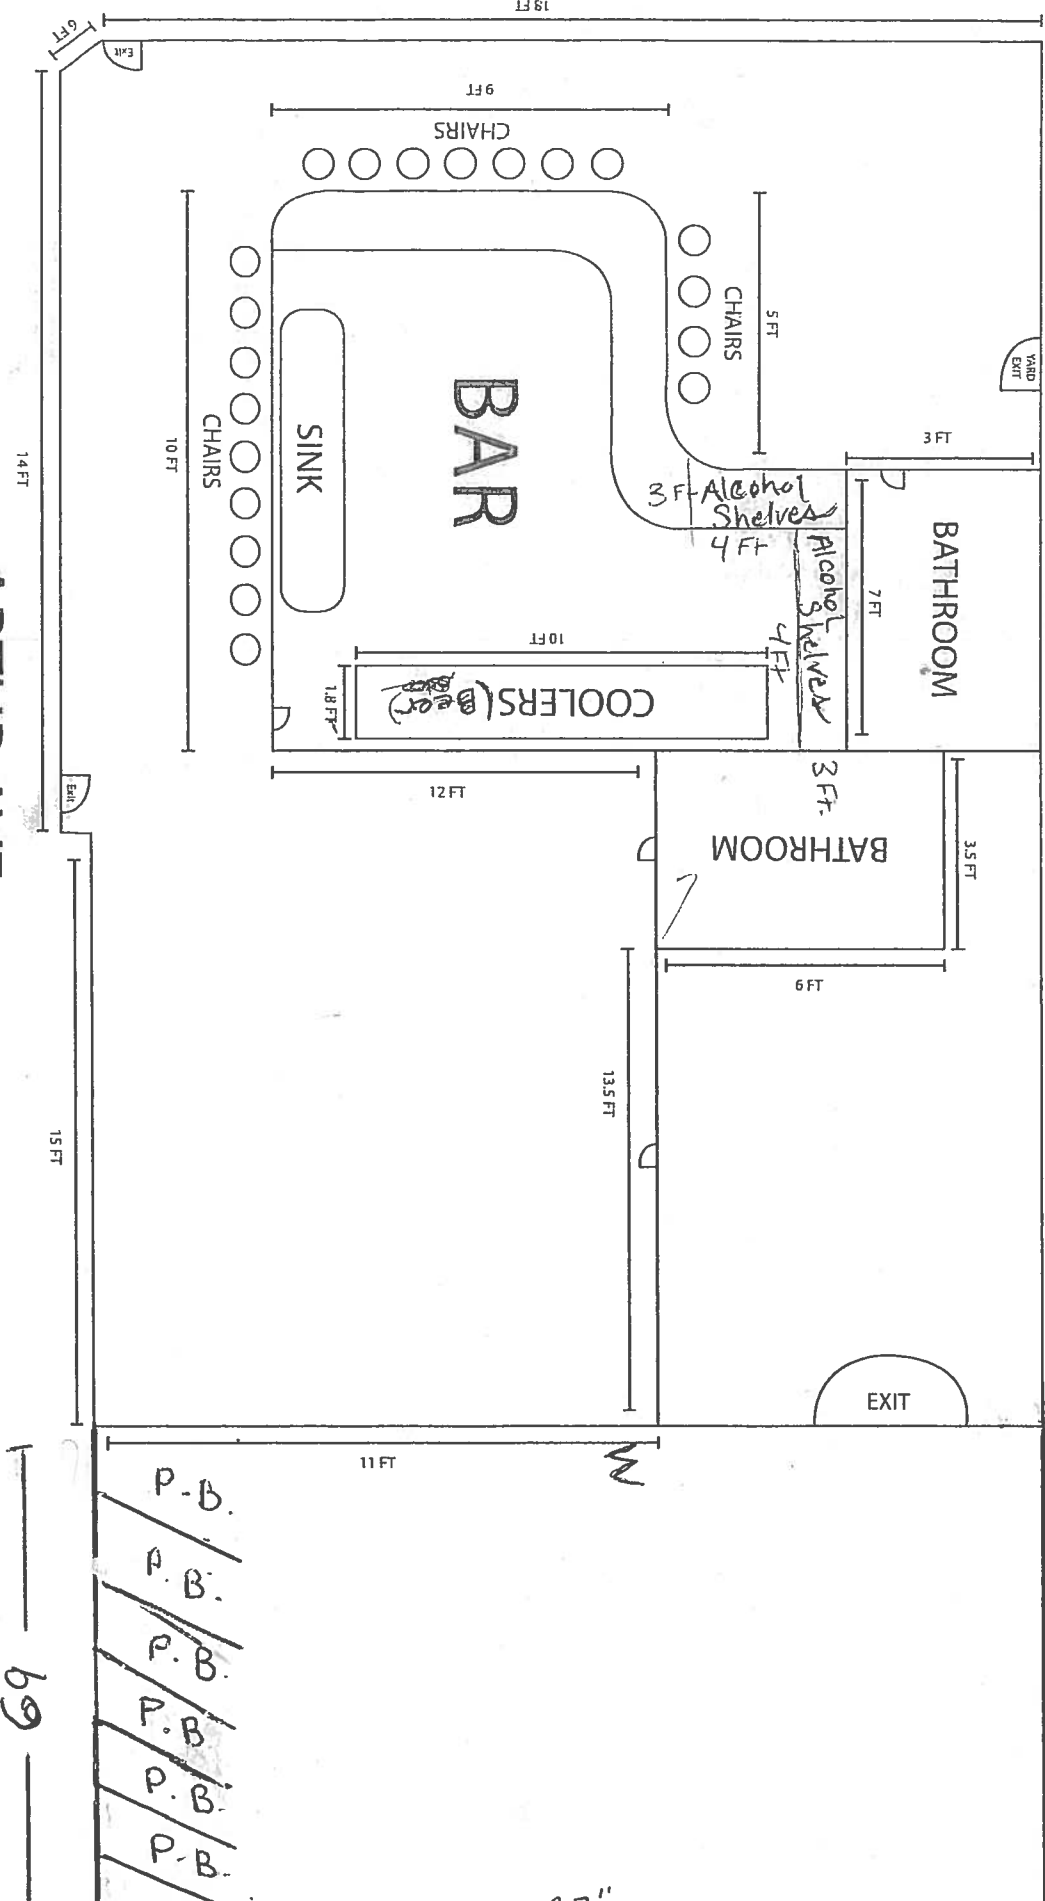 18 FT
6 FT
Exit
9 FT
CHAIRS
CHAIRS
5 FT
YARD
EXIT
3 FT
14 FT
10 FT
CHAIRS
SINK
BAR
3 Ft
Alcohol
Shelves
4 Ft
Alcohol
Shelves
4 Ft
7 FT
BATHROOM
10 FT
1.8 FT
COOLERS (Beer)
Exit
12 FT
3 Ft.
BATHROOM
3.5 FT
6 FT
13.5 FT
15 FT
EXIT
11 FT
P-B.
P.B.
P.B.
P.B
P.B.
P-B-